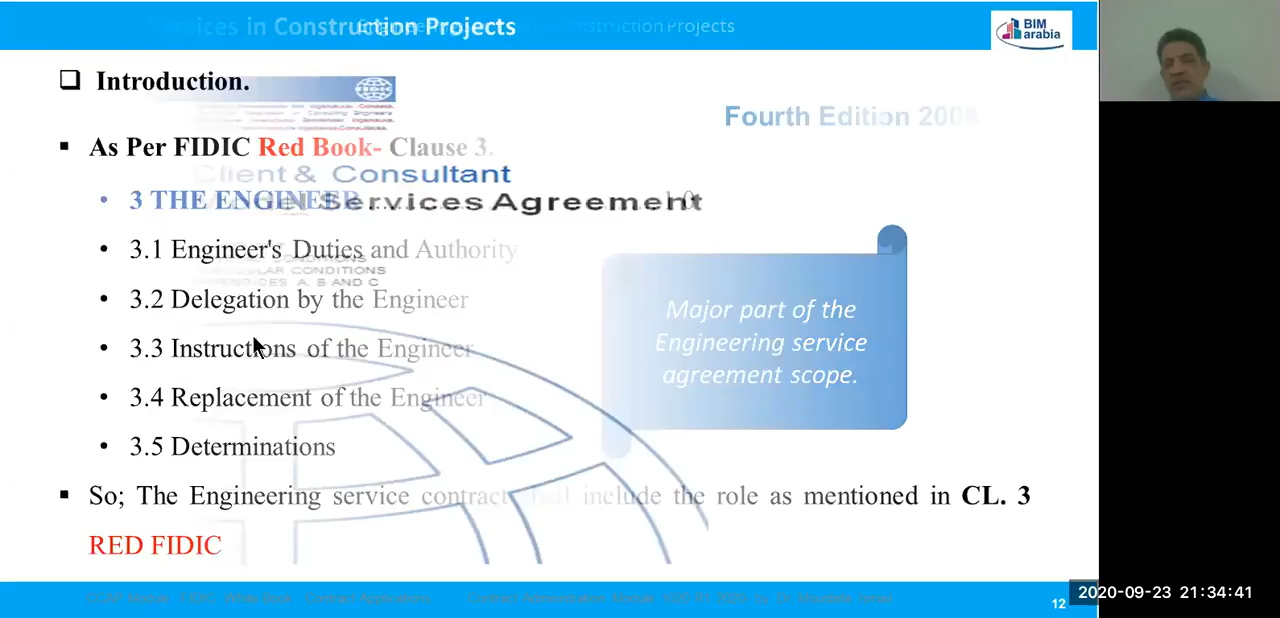 Services in Construction Projects
Construction Projects
BIM
arabia
❑ Introduction.
Fourth Edition 2006
▪ As Per FIDIC Red Book- Clause 3.
Client & Consultant
• 3 THE ENGINEER
Services Agreement
• 3.1 Engineer's Duties and Authority
CONDITIONS
A, B AND C
• 3.2 Delegation by the Engineer
Major part of the
Engineering service
agreement scope.
• 3.3 Instructions of the Engineer
• 3.4 Replacement of the Engineer
• 3.5 Determinations
▪ So; The Engineering service contract shall include the role as mentioned in CL. 3
RED FIDIC
12
2020-09-23 21:34:41